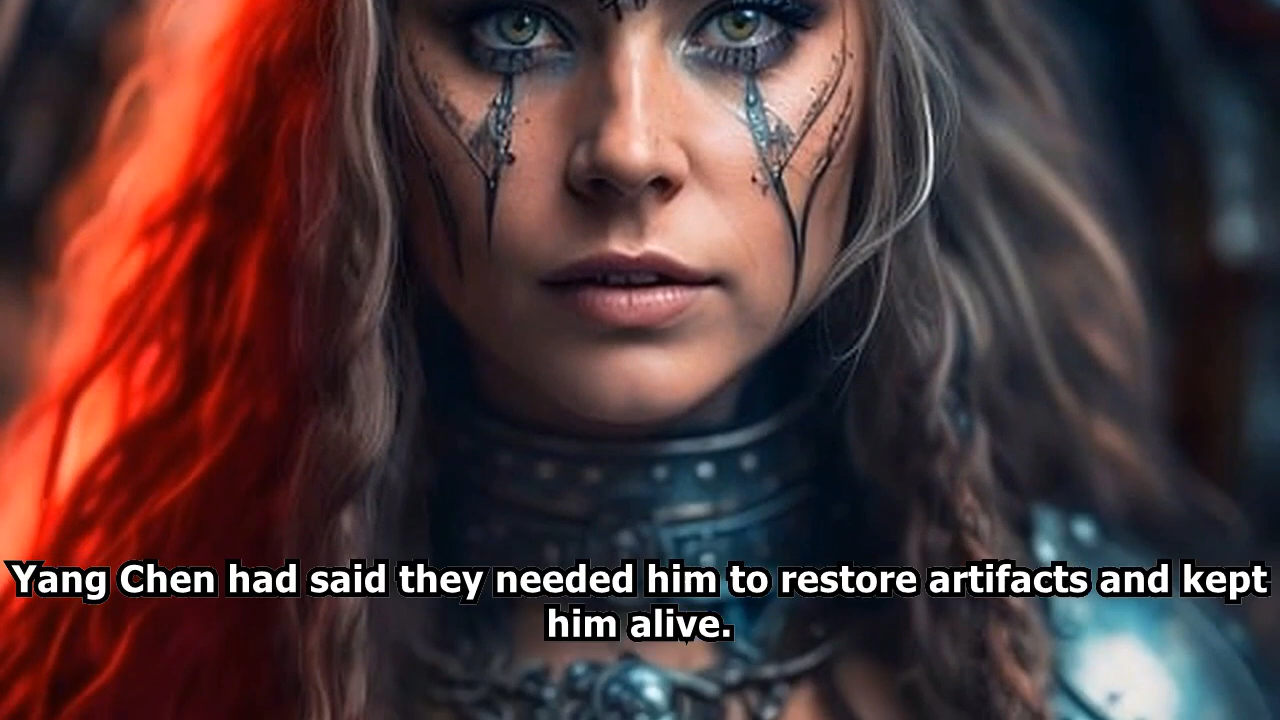 Yang Chen had said they needed him to restore artifacts and kept
him alive.